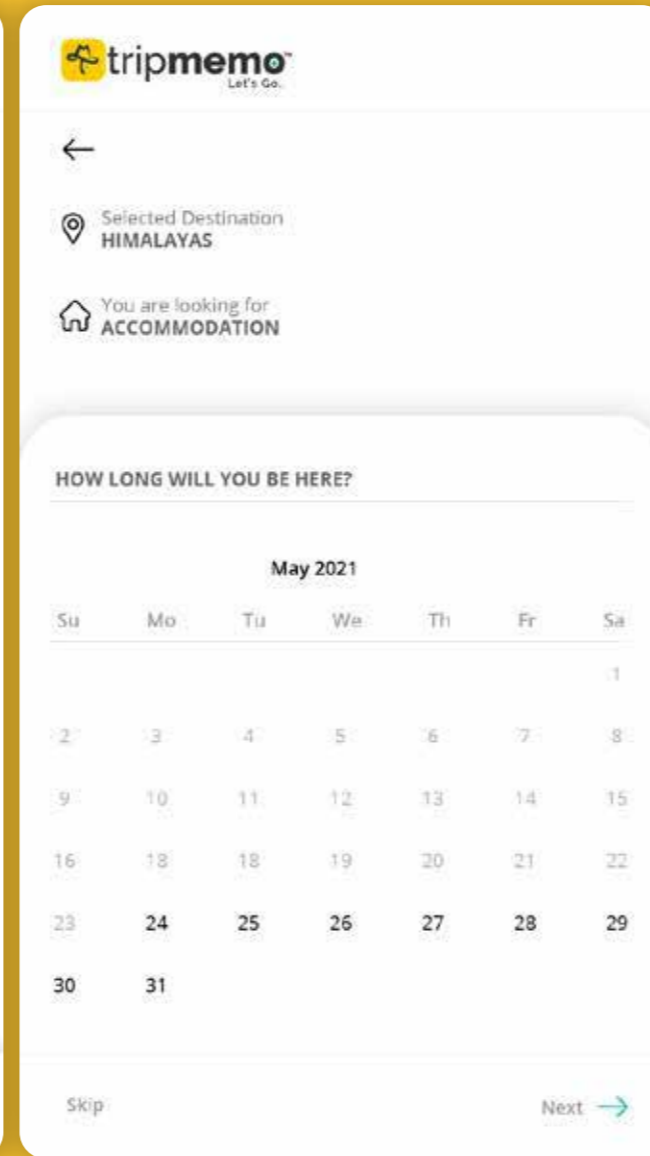 tripmemo™
Let's Go.
Selected Destination
HIMALAYAS
You are looking for
ACCOMMODATION
HOW LONG WILL YOU BE HERE?
May 2021
Su Mo Tu We Th Fr Sa
1
2 3 4 5 6 7 8
9 10 11 12 13 14 15
16 18 18 19 20 21 22
23 24 25 26 27 28 29
30 31
Skip Next